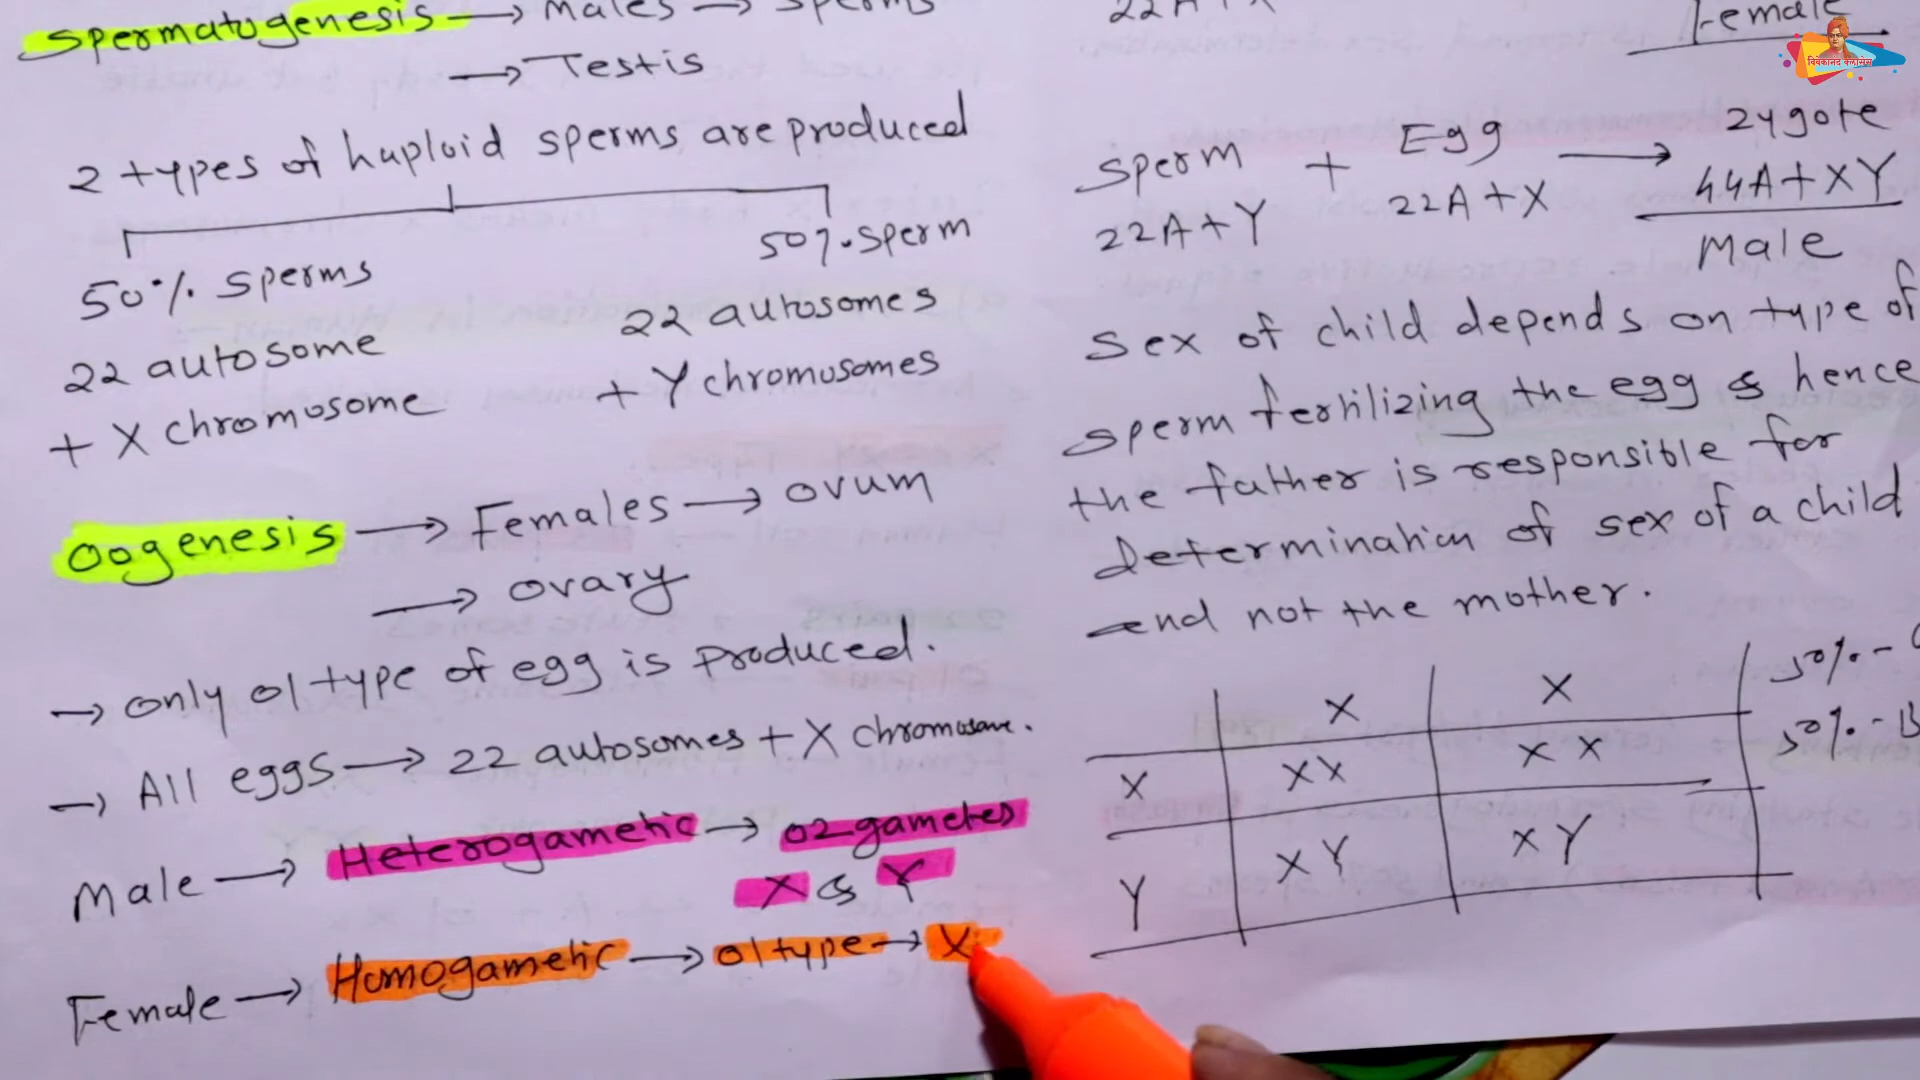 Spermatogenesis → Males → Sperms
→ Testis
2 types of haploid sperms are produced
50% sperms
22 autosome
+ X chromosome
50% sperm
22 autosomes
+ Y chromosomes
Oogenesis → Females → ovum
→ ovary
→ only 01 type of egg is produced.
→ All eggs → 22 autosomes + X chromosome.
Male → Heterogametic → 02 gametes
X & Y
Female → Homogametic → 01 type → X
22A+X
Female
Sperm + Egg → Zygote
22A+Y 22A+X 44A+XY
Male
Sex of child depends on type of
sperm fertilizing the egg & hence
the father is responsible for
determination of sex of a child
and not the mother.
X X
X XX XX
Y XY XY
50% -
50% -
विवेकानंद क्लासेस